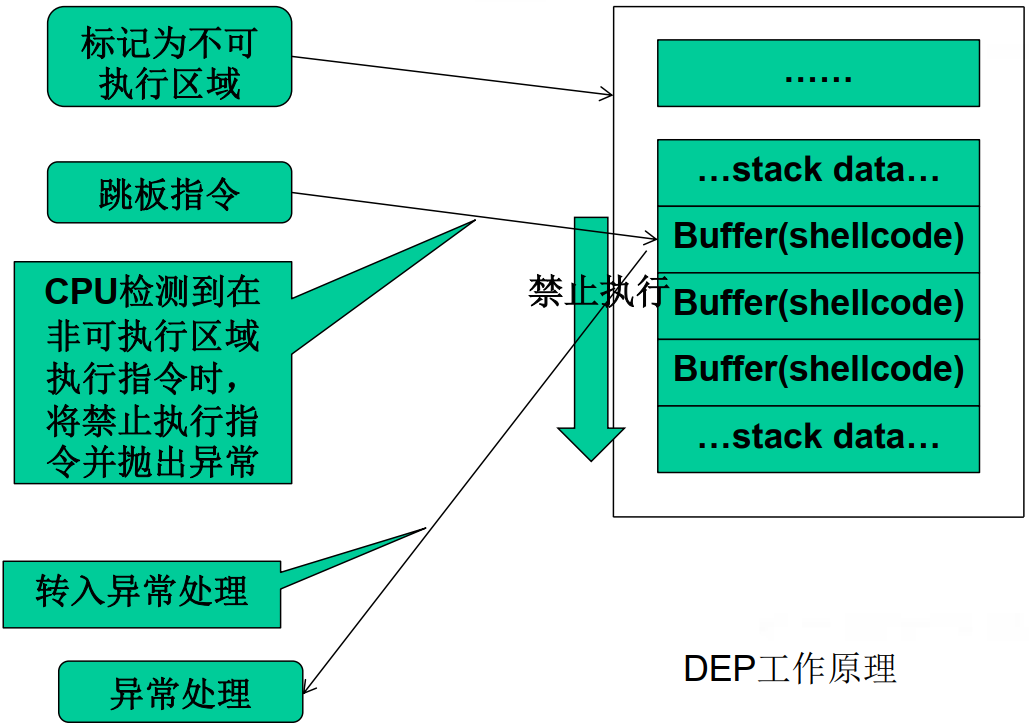 标记为不可
执行区域
跳板指令
CPU检测到在
非可执行区域
执行指令时，
将禁止执行指
令并抛出异常
转入异常处理
异常处理
禁止执行
……
…stack data…
Buffer(shellcode)
Buffer(shellcode)
Buffer(shellcode)
…stack data…
DEP工作原理